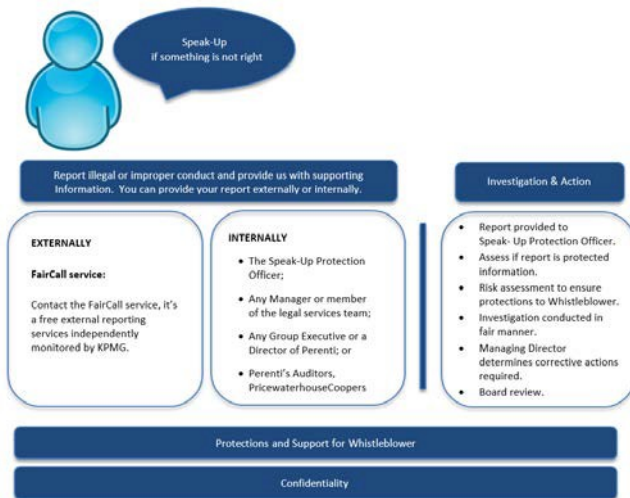 Speak-Up
if something is not right
Report illegal or improper conduct and provide us with supporting
Information. You can provide your report externally or internally.
Investigation & Action
EXTERNALLY
FairCall service:
Contact the FairCall service, it's
a free external reporting
services independently
monitored by KPMG.
INTERNALLY
• The Speak-Up Protection
Officer;
• Any Manager or member
of the legal services team;
• Any Group Executive or a
Director of Perenti; or
• Perenti's Auditors,
PricewaterhouseCoopers
• Report provided to
Speak- Up Protection Officer.
• Assess if report is protected
information.
• Risk assessment to ensure
protections to Whistleblower.
• Investigation conducted in
fair manner.
• Managing Director
determines corrective actions
required.
• Board review.
Protections and Support for Whistleblower
Confidentiality